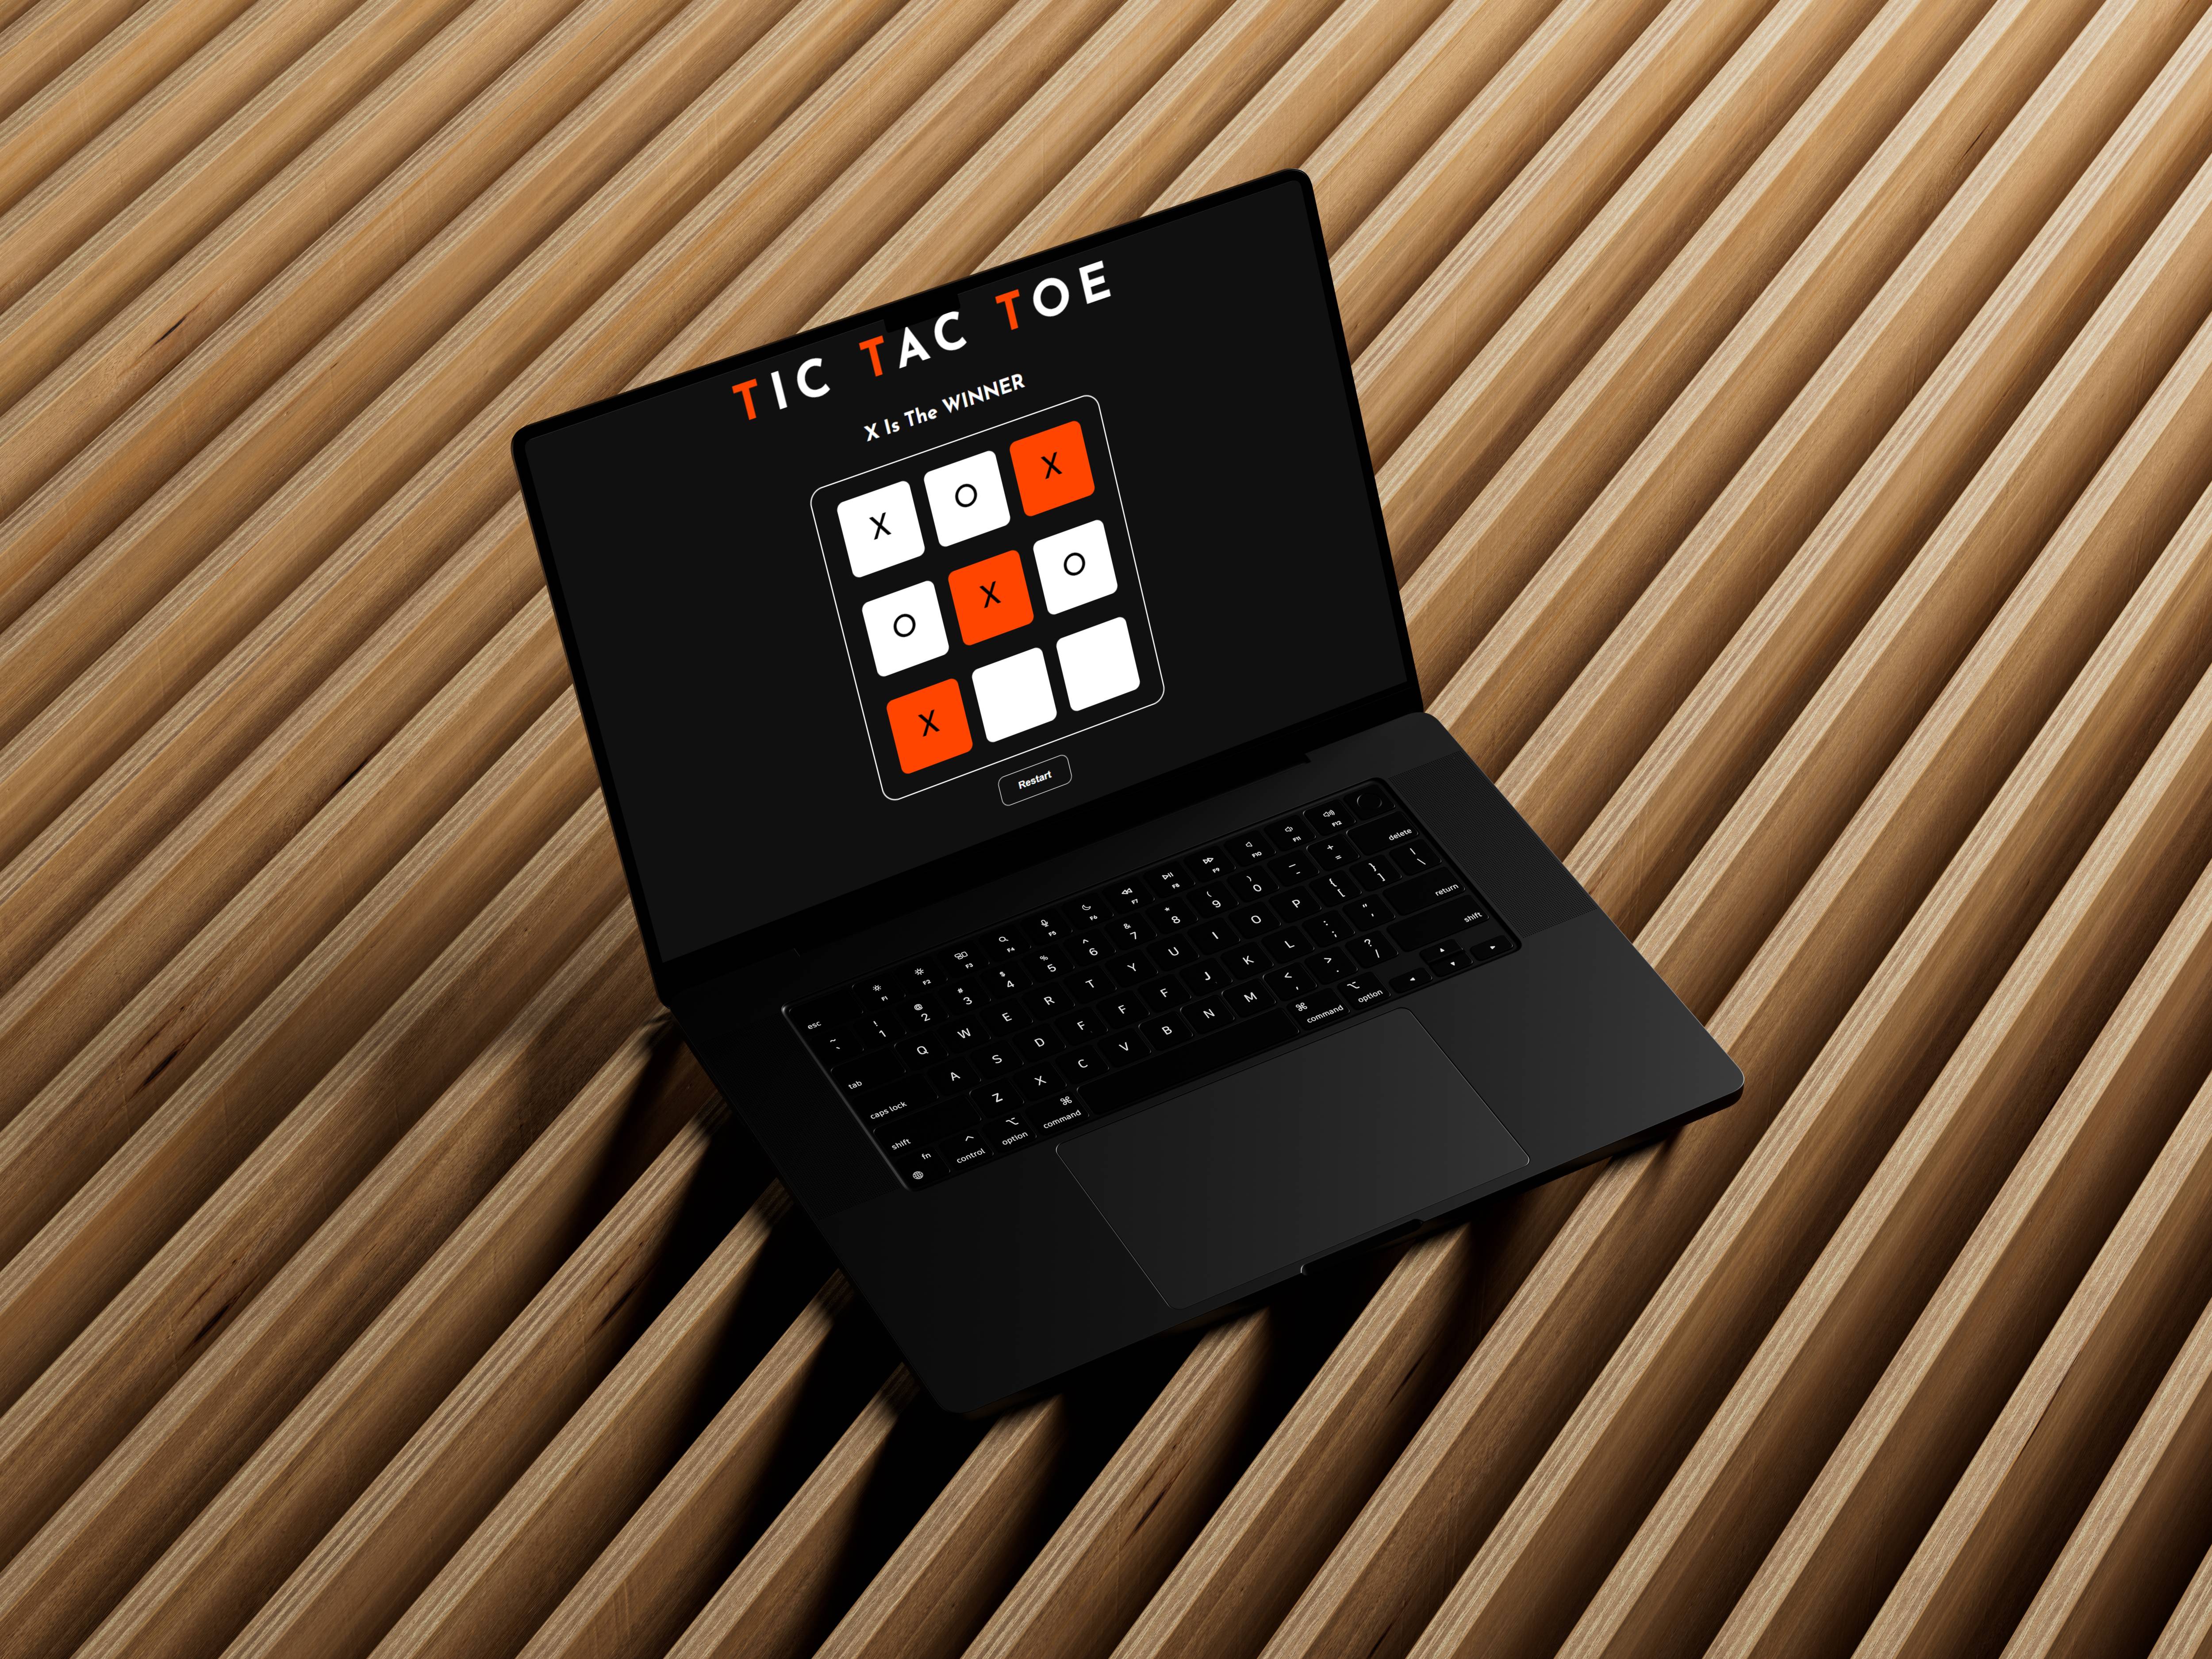 TIC TAC TOE
X Is The WINNER
X O X
O X O
X
Restart
esc F1 F2 F3 F4 F5 F6 F7 F8 F9 F10 F11 F12
~ ` ! 1 2 # 3 $ 4 % 5 ^ 6 & 7 * 8 ( 9 ) 0 _ - + = delete
tab Q W E R T Y U I O P { [ } ] | \
caps lock A S D F F F J K L : ; " ' return
shift Z X C V B N M < , > . ? / shift
fn control option command command option